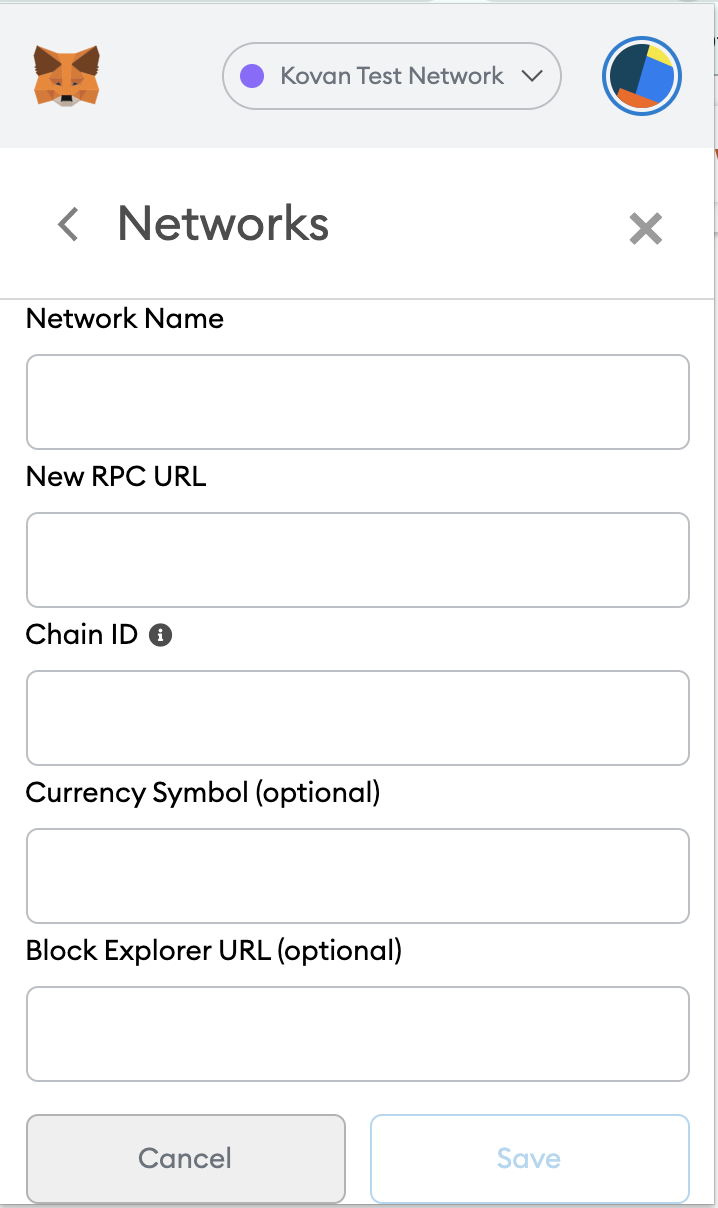 Kovan Test Network
Networks
Network Name
New RPC URL
Chain ID
Currency Symbol (optional)
Block Explorer URL (optional)
Cancel
Save